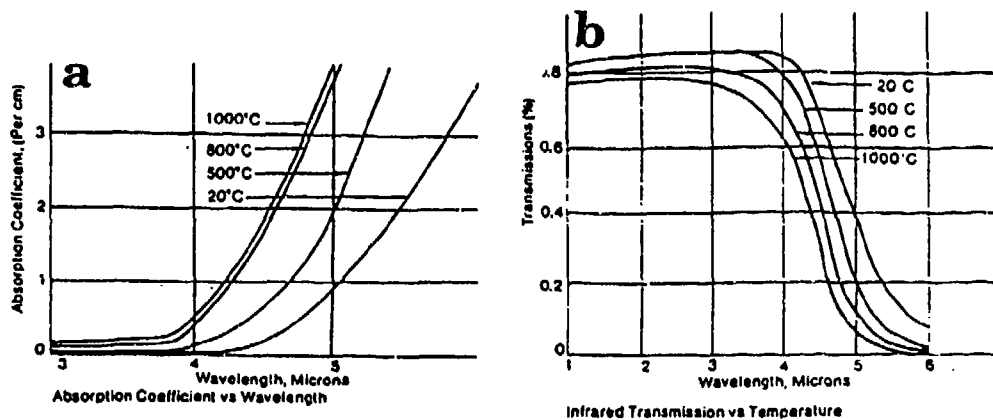 a
Absorption Coefficient, (Per cm)
3
2
1
0
1000°C
800°C
500°C
20°C
3
4
5
Wavelength, Microns
Absorption Coefficient vs Wavelength
b
Transmissions (%)
0.6
0.4
0.2
0
20 C
500 C
800 C
1000°C
1
2
3
4
5
6
Wavelength, Microns
Infrared Transmission vs Temperature